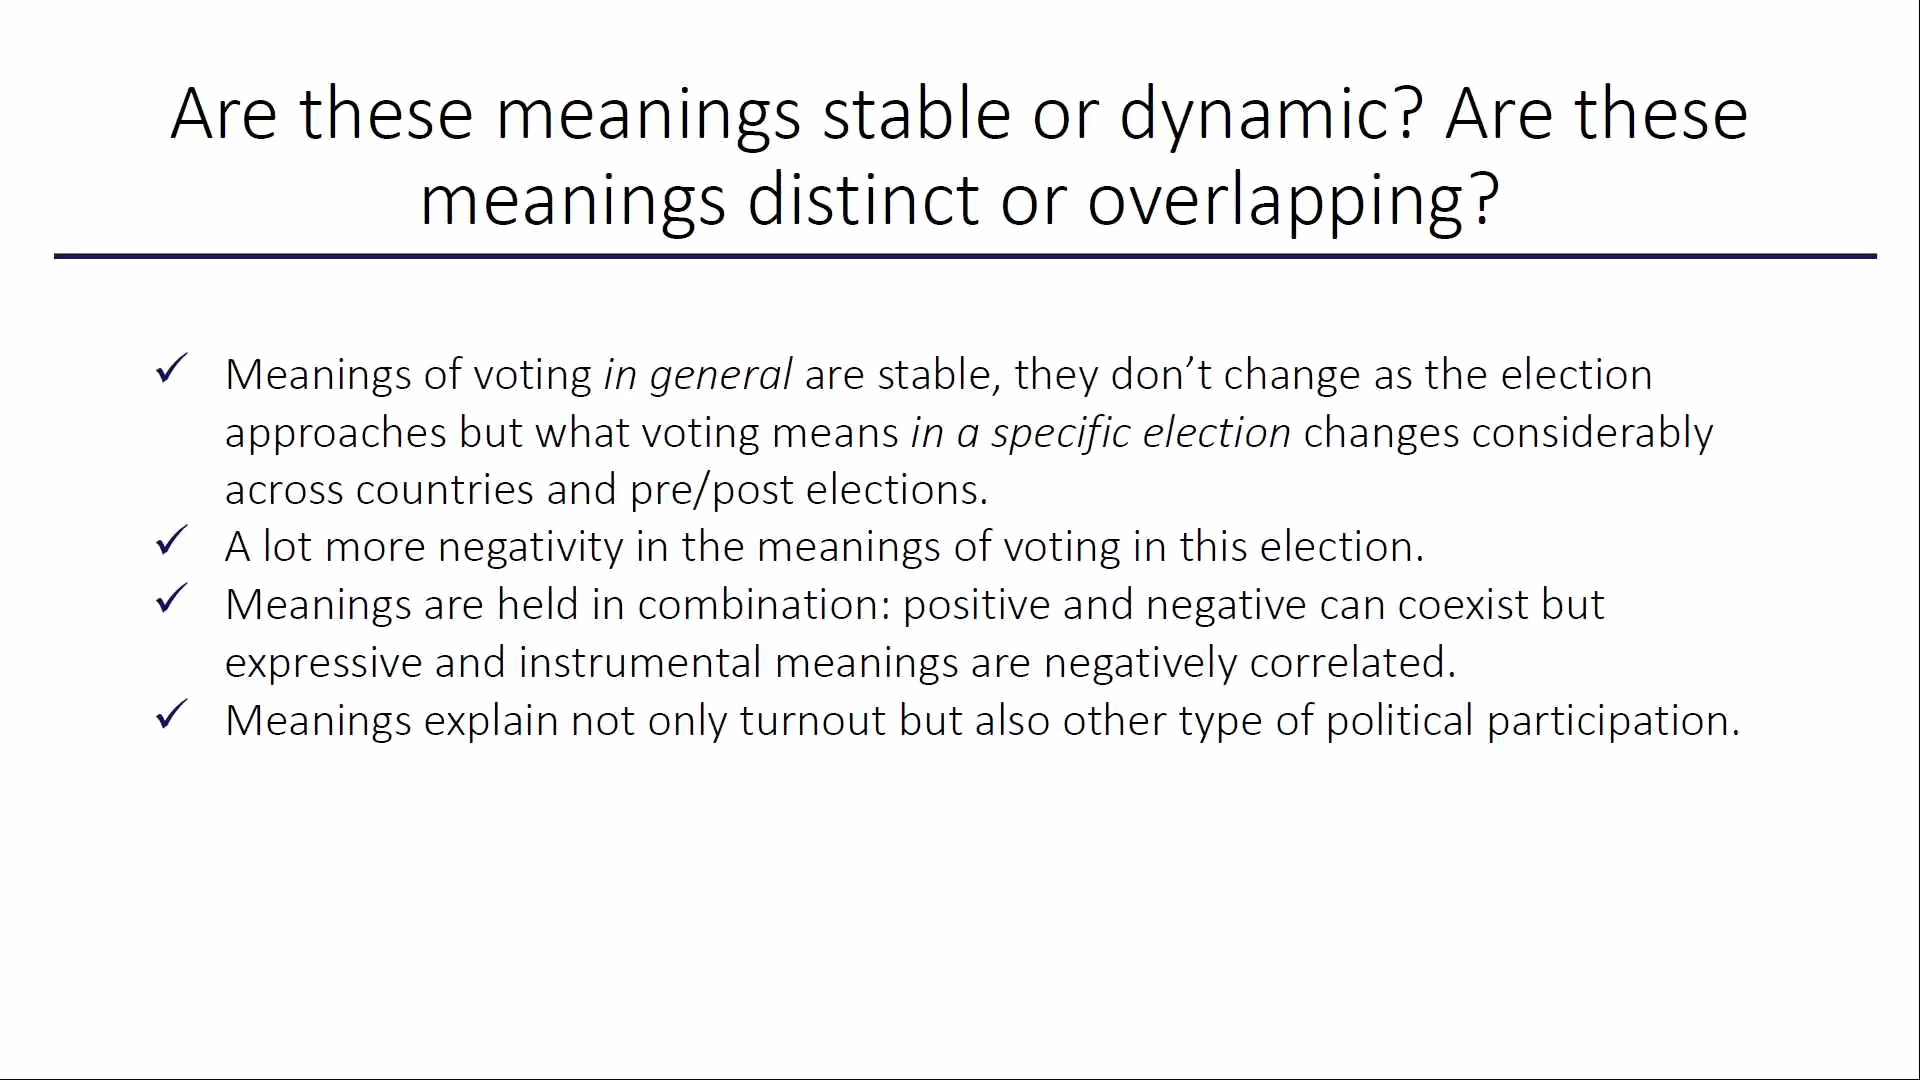 Are these meanings stable or dynamic? Are these
meanings distinct or overlapping?
✓ Meanings of voting in general are stable, they don’t change as the election
approaches but what voting means in a specific election changes considerably
across countries and pre/post elections.
✓ A lot more negativity in the meanings of voting in this election.
✓ Meanings are held in combination: positive and negative can coexist but
expressive and instrumental meanings are negatively correlated.
✓ Meanings explain not only turnout but also other type of political participation.